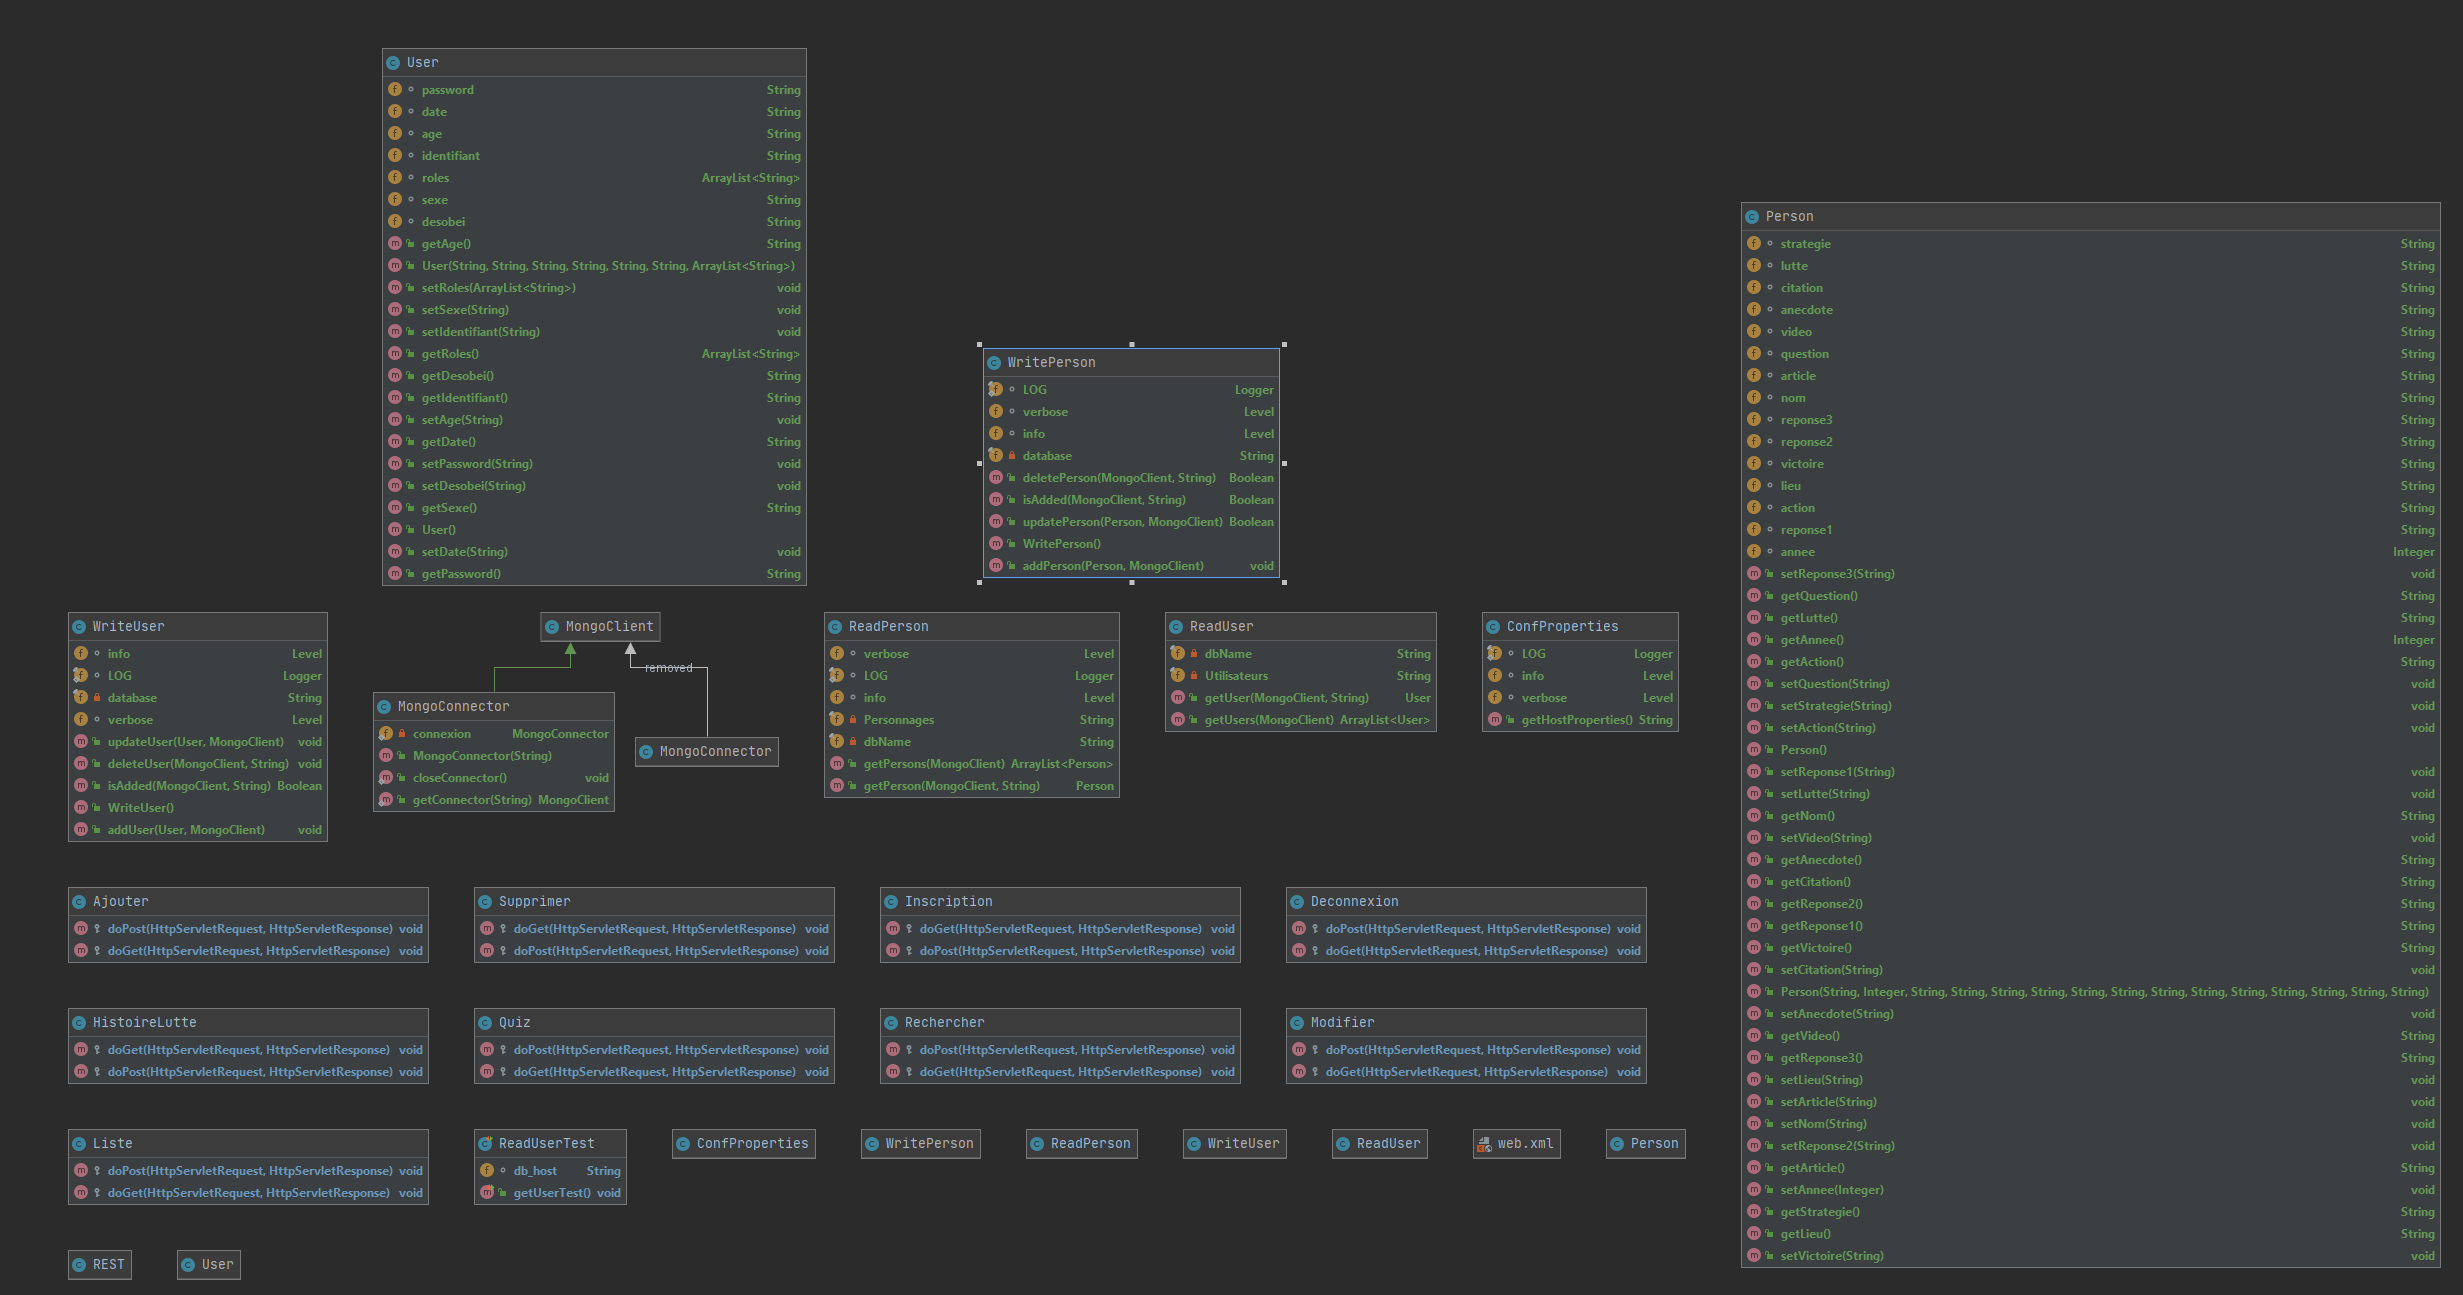 User
password String
date String
age String
identifiant String
roles ArrayList<String>
sexe String
desobei String
getAge() String
User(String, String, String, String, String, String, ArrayList<String>)
setRoles(ArrayList<String>) void
setSexe(String) void
setIdentifiant(String) void
getRoles() ArrayList<String>
getDesobei() String
getIdentifiant() String
setAge(String) void
getDate() String
setPassword(String) void
setDesobei(String) void
getSexe() String
User()
setDate(String) void
getPassword() String
WritePerson
LOG Logger
verbose Level
info Level
database String
deletePerson(MongoClient, String) Boolean
isAdded(MongoClient, String) Boolean
updatePerson(Person, MongoClient) Boolean
WritePerson()
addPerson(Person, MongoClient) void
Person
strategie String
lutte String
citation String
anecdote String
video String
question String
article String
nom String
reponse3 String
reponse2 String
victoire String
lieu String
action String
reponse1 String
annee Integer
setReponse3(String) void
getQuestion() String
getLutte() String
getAnnee() Integer
getAction() String
setQuestion(String) void
setStrategie(String) void
setAction(String) void
Person()
setReponse1(String) void
setLutte(String) void
getNom() String
setVideo(String) void
getAnecdote() String
getCitation() String
getReponse2() String
getReponse1() String
getVictoire() String
setCitation(String) void
Person(String, Integer, String, String, String, String, String, String, String, String, String, String, String, String, String)
setAnecdote(String) void
getVideo() String
getReponse3() String
setLieu(String) void
setArticle(String) void
setNom(String) void
setReponse2(String) void
getArticle() String
setAnnee(Integer) void
getStrategie() String
getLieu() String
setVictoire(String) void
WriteUser
info Level
LOG Logger
database String
verbose Level
updateUser(User, MongoClient) void
deleteUser(MongoClient, String) void
isAdded(MongoClient, String) Boolean
WriteUser()
addUser(User, MongoClient) void
MongoClient
removed
MongoConnector
connexion MongoConnector
MongoConnector(String)
closeConnector() void
getConnector(String) MongoClient
MongoConnector
ReadPerson
verbose Level
LOG Logger
info Level
Personnages String
dbName String
getPersons(MongoClient) ArrayList<Person>
getPerson(MongoClient, String) Person
ReadUser
dbName String
Utilisateurs String
getUser(MongoClient, String) User
getUsers(MongoClient) ArrayList<User>
ConfProperties
LOG Logger
info Level
verbose Level
getHostProperties() String
Ajouter
doPost(HttpServletRequest, HttpServletResponse) void
doGet(HttpServletRequest, HttpServletResponse) void
Supprimer
doGet(HttpServletRequest, HttpServletResponse) void
doPost(HttpServletRequest, HttpServletResponse) void
Inscription
doGet(HttpServletRequest, HttpServletResponse) void
doPost(HttpServletRequest, HttpServletResponse) void
Deconnexion
doPost(HttpServletRequest, HttpServletResponse) void
doGet(HttpServletRequest, HttpServletResponse) void
HistoireLutte
doGet(HttpServletRequest, HttpServletResponse) void
doPost(HttpServletRequest, HttpServletResponse) void
Quiz
doPost(HttpServletRequest, HttpServletResponse) void
doGet(HttpServletRequest, HttpServletResponse) void
Rechercher
doPost(HttpServletRequest, HttpServletResponse) void
doGet(HttpServletRequest, HttpServletResponse) void
Modifier
doPost(HttpServletRequest, HttpServletResponse) void
doGet(HttpServletRequest, HttpServletResponse) void
Liste
doPost(HttpServletRequest, HttpServletResponse) void
doGet(HttpServletRequest, HttpServletResponse) void
ReadUserTest
db_host String
getUserTest() void
ConfProperties
WritePerson
ReadPerson
WriteUser
ReadUser
web.xml
Person
REST
User